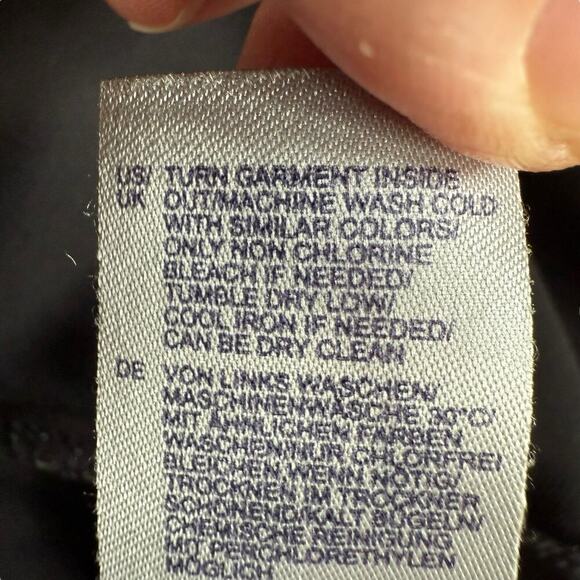 US/ TURN GARMENT INSIDE
UK OUT/MACHINE WASH COLD
WITH SIMILAR COLORS/
ONLY NON CHLORINE
BLEACH IF NEEDED/
TUMBLE DRY LOW/
COOL IRON IF NEEDED/
CAN BE DRY CLEAN
DE VON LINKS WASCHEN/
MASCHINENWÄSCHE 30°C/
MIT ÄHNLICHEN FARBEN
WASCHEN/NUR CHLORFREI
BLEICHEN WENN NÖTIG/
TROCKNEN IM TROCKNER
SCHONEND/KALT BÜGELN/
CHEMISCHE REINIGUNG
MIT PERCHLORETHYLEN
MÖGLICH